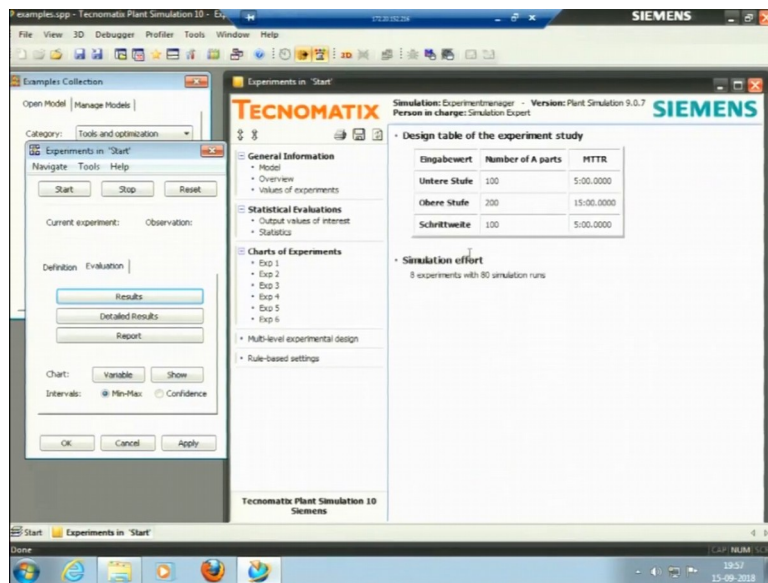 examples.spp - Tecnomatix Plant Simulation 10 - Ex
172.20.192.214
SIEMENS
File View 3D Debugger Profiler Tools Window Help
Examples Collection
Open Model Manage Models
Category: Tools and optimization
Experiments in 'Start'
Navigate Tools Help
Start Stop Reset
Current experiment: Observation:
Definition Evaluation
Results
Detailed Results
Report
Chart: Variable Show
Intervals: Min-Max Confidence
OK Cancel Apply
Experiments in 'Start'
TECNOMATIX
Simulation: Experimentmanager - Version: Plant Simulation 9.0.7
Person in charge: Simulation Expert
SIEMENS
General Information
• Model
• Overview
• Values of experiments
Statistical Evaluations
• Output values of interest
• Statistics
Charts of Experiments
• Exp 1
• Exp 2
• Exp 3
• Exp 4
• Exp 5
• Exp 6
• Multi-level experimental design
• Rule-based settings
Tecnomatix Plant Simulation 10
Siemens
• Design table of the experiment study
Eingabewert Number of A parts MTTR
Untere Stufe 100 5:00.0000
Obere Stufe 200 15:00.0000
Schrittweite 100 5:00.0000
• Simulation effort
8 experiments with 80 simulation runs
Start Experiments in 'Start'
Done
CAP NUM
19:57
15-09-2018